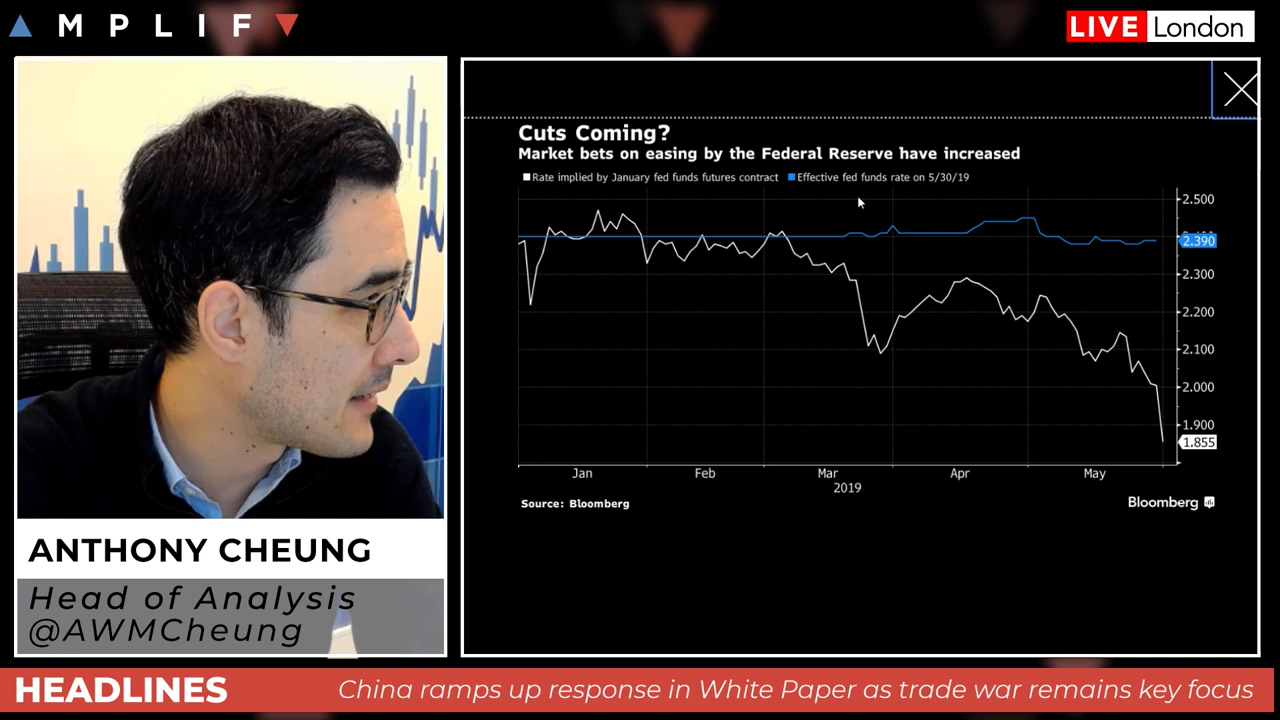 MPLIF
LIVE London
Cuts Coming?
Market bets on easing by the Federal Reserve have increased
Rate implied by January fed funds futures contract Effective fed funds rate on 5/30/19
2.500
2.390
2.300
2.200
2.100
2.000
1.900
1.855
Jan Feb Mar Apr May
2019
Source: Bloomberg
Bloomberg
ANTHONY CHEUNG
Head of Analysis
@AWMCheung
HEADLINES
China ramps up response in White Paper as trade war remains key focus